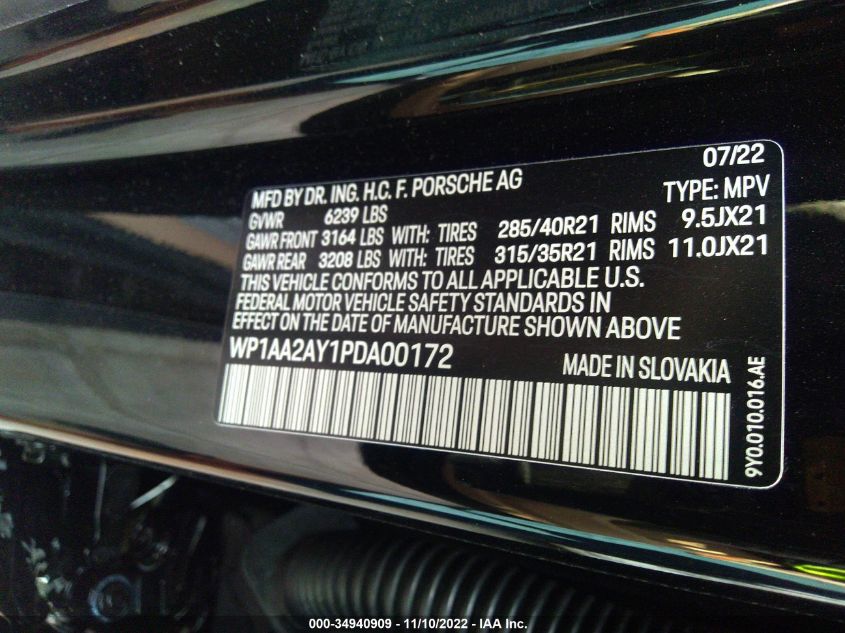 07/22
MFD BY DR. ING. H.C. F. PORSCHE AG TYPE: MPV
GVWR 6239 LBS
GAWR FRONT 3164 LBS WITH: TIRES 285/40R21 RIMS 9.5JX21
GAWR REAR 3208 LBS WITH: TIRES 315/35R21 RIMS 11.0JX21
THIS VEHICLE CONFORMS TO ALL APPLICABLE U.S.
FEDERAL MOTOR VEHICLE SAFETY STANDARDS IN
EFFECT ON THE DATE OF MANUFACTURE SHOWN ABOVE
WP1AA2AY1PDA00172 MADE IN SLOVAKIA
9Y0.010.016.AE
000-34940909 - 11/10/2022 - IAA Inc.